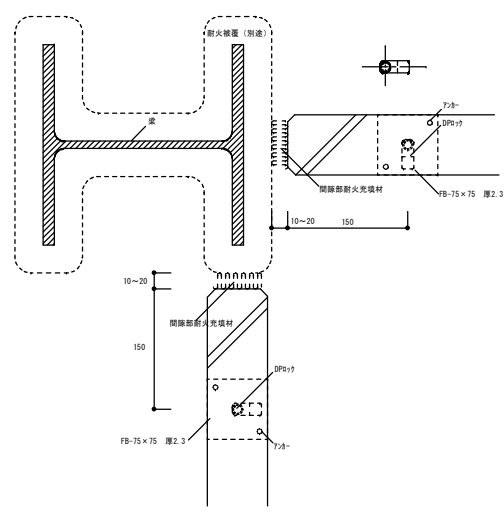 耐火被覆（別途）
梁
ｱﾝｶｰ
DPﾛｯｸ
間隙部耐火充填材
FB-75×75　厚2.3
10～20
150
10～20
間隙部耐火充填材
150
DPﾛｯｸ
FB-75×75　厚2.3
ｱﾝｶｰ